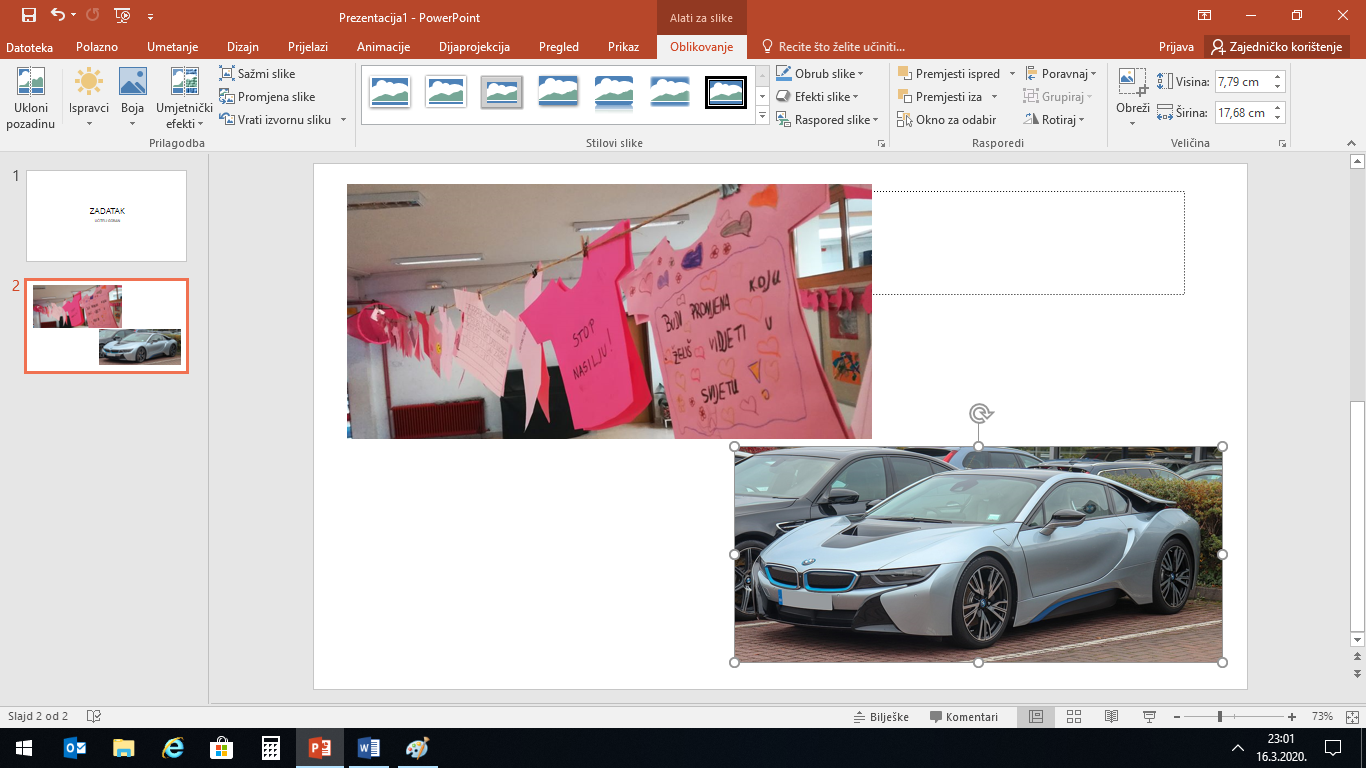 Prezentacija1 - PowerPoint
Alati za slike
Datoteka Polazno Umetanje Dizajn Prijelazi Animacije Dijaprojekcija Pregled Prikaz Oblikovanje Recite što želite učiniti... Prijava Zajedničko korištenje
Ukloni pozadinu
Ispravci
Boja
Umjetnički efekti
Sažmi slike
Promjena slike
Vrati izvornu sliku
Prilagodba
Obrub slike
Efekti slike
Raspored slike
Stilovi slike
Premjesti ispred
Premjesti iza
Okno za odabir
Poravnaj
Grupiraj
Rotiraj
Rasporedi
Obreži
Visina: 7,79 cm
Širina: 17,68 cm
Veličina
1
ZADATAK
2
STOP
NASILJU!
BUDI PROMJENA
KOJU
ŽELIŠ
VIDJETI U
SVIJETU
Slajd 2 od 2
Bilješke
Komentari
73%
23:01
16.3.2020.